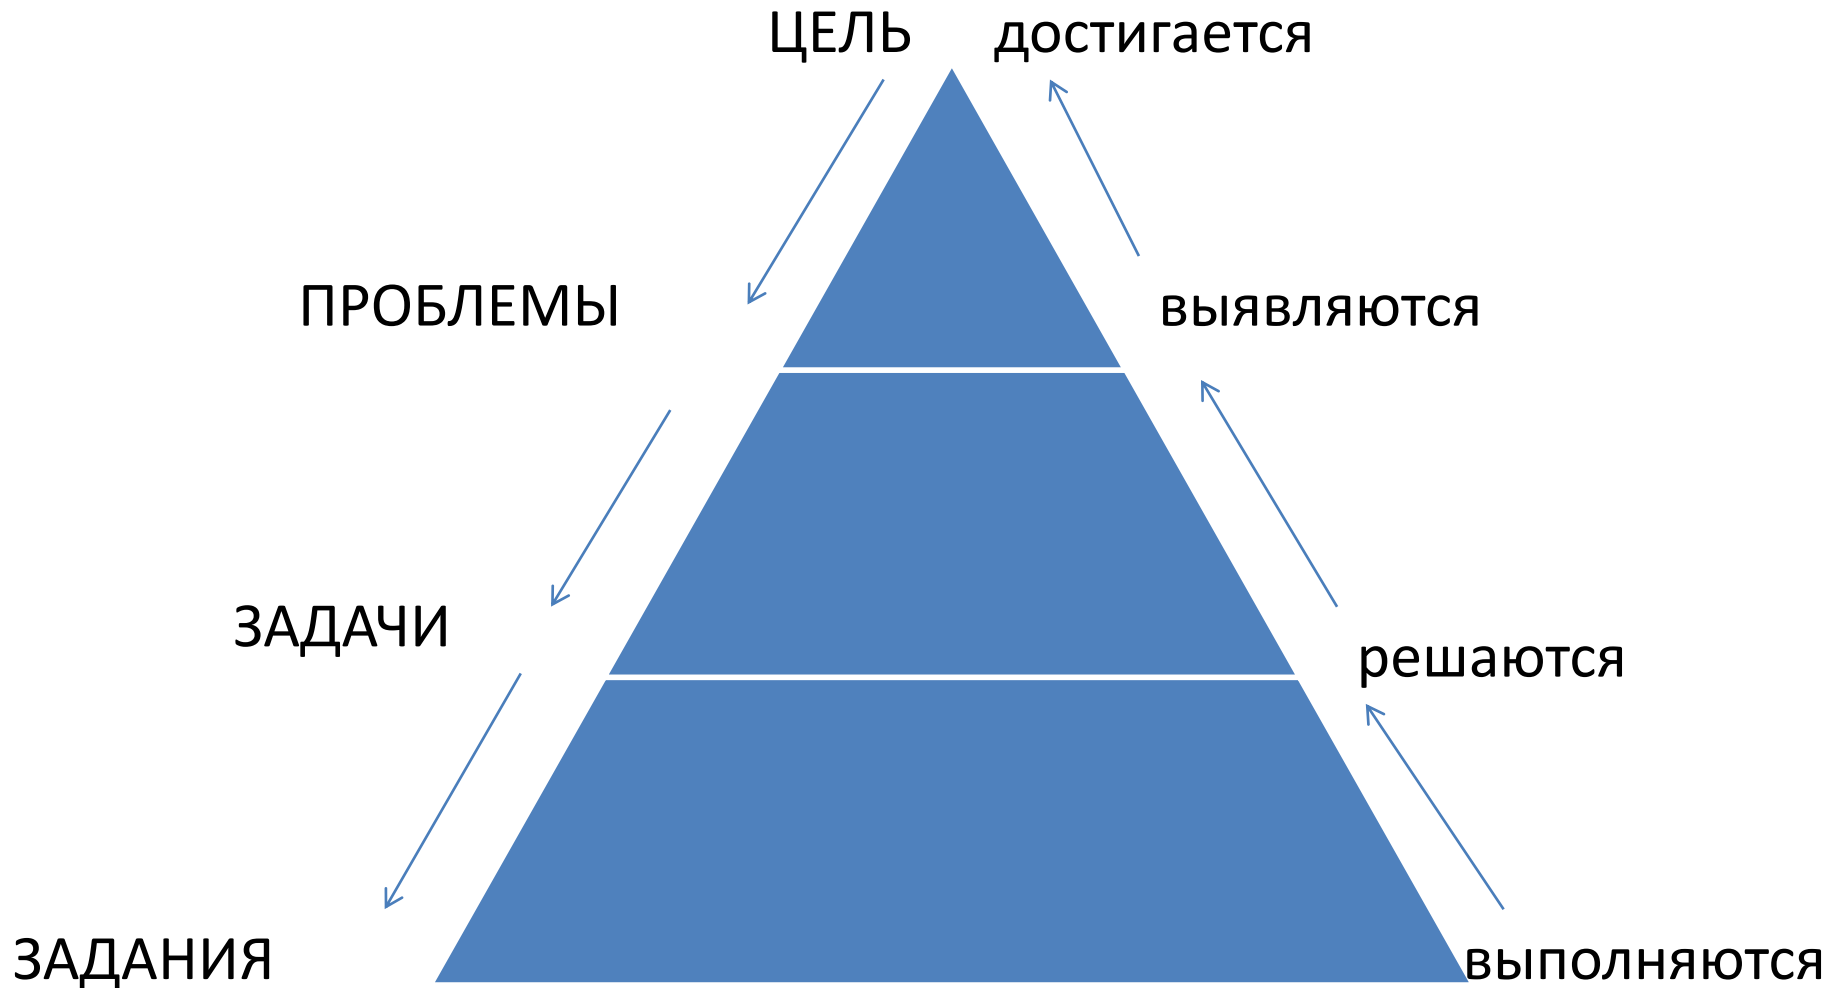 ЦЕЛЬ достигается
ПРОБЛЕМЫ выявляются
ЗАДАЧИ
решаются
ЗАДАНИЯ выполняются